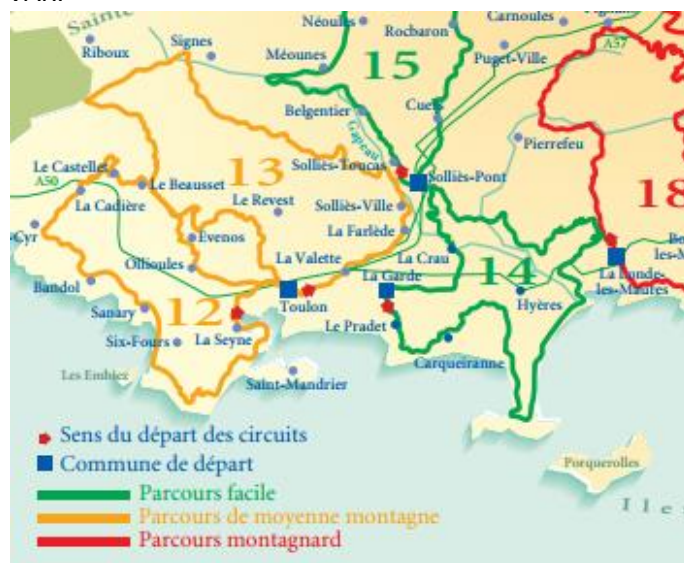 Sainte
Néoules
Rocbaron
Carnoules
Riboux
Signes
Méounes
15
Puget-Ville
A57
Belgentier
Cuers
Gapeau
Pierrefeu
Le Castellet
13
Solliès-Toucas
Solliès-Pont
A50
Le Beausset
La Cadière
Le Revest
Solliès-Ville
18
-Cyr
Evenos
La Farlède
La Crau
Ollioules
La Valette
La Garde
14
La Londe-
les-Maures
Bandol
Toulon
Hyères
Sanary
12
Le Pradet
Six-Fours
La Seyne
Carqueiranne
Les Embiez
Saint-Mandrier
Sens du départ des circuits
Commune de départ
Porquerolles
Parcours facile
Iles
Parcours de moyenne montagne
Parcours montagnard